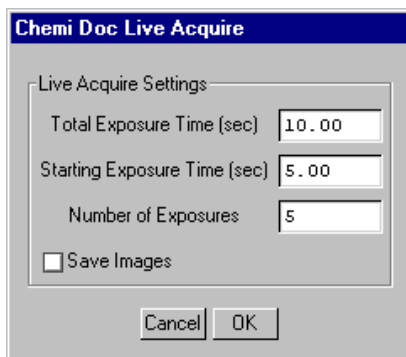 Chemi Doc Live Acquire
Live Acquire Settings
Total Exposure Time (sec) 10.00
Starting Exposure Time (sec) 5.00
Number of Exposures 5
Save Images
Cancel OK